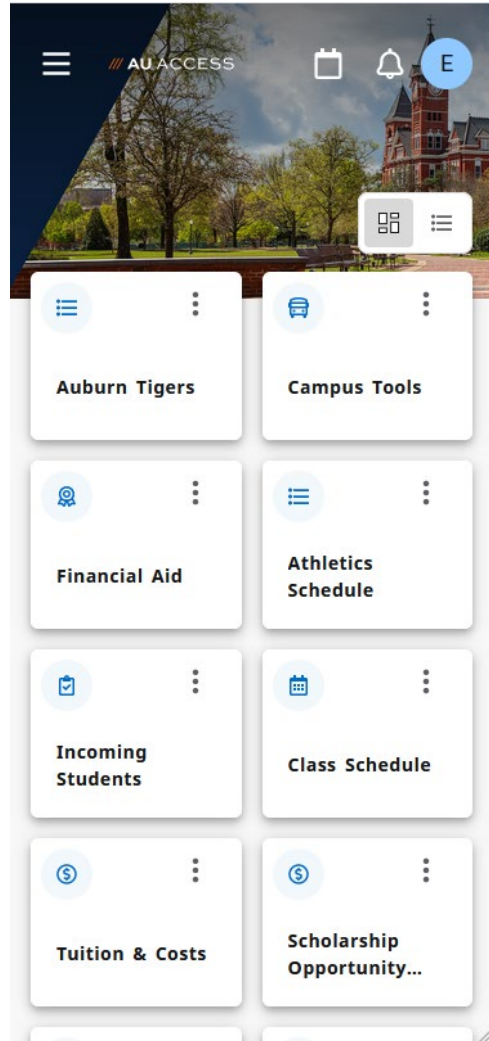 /// AU ACCESS
E
Auburn Tigers
Campus Tools
Financial Aid
Athletics
Schedule
Incoming
Students
Class Schedule
Tuition & Costs
Scholarship
Opportunity...